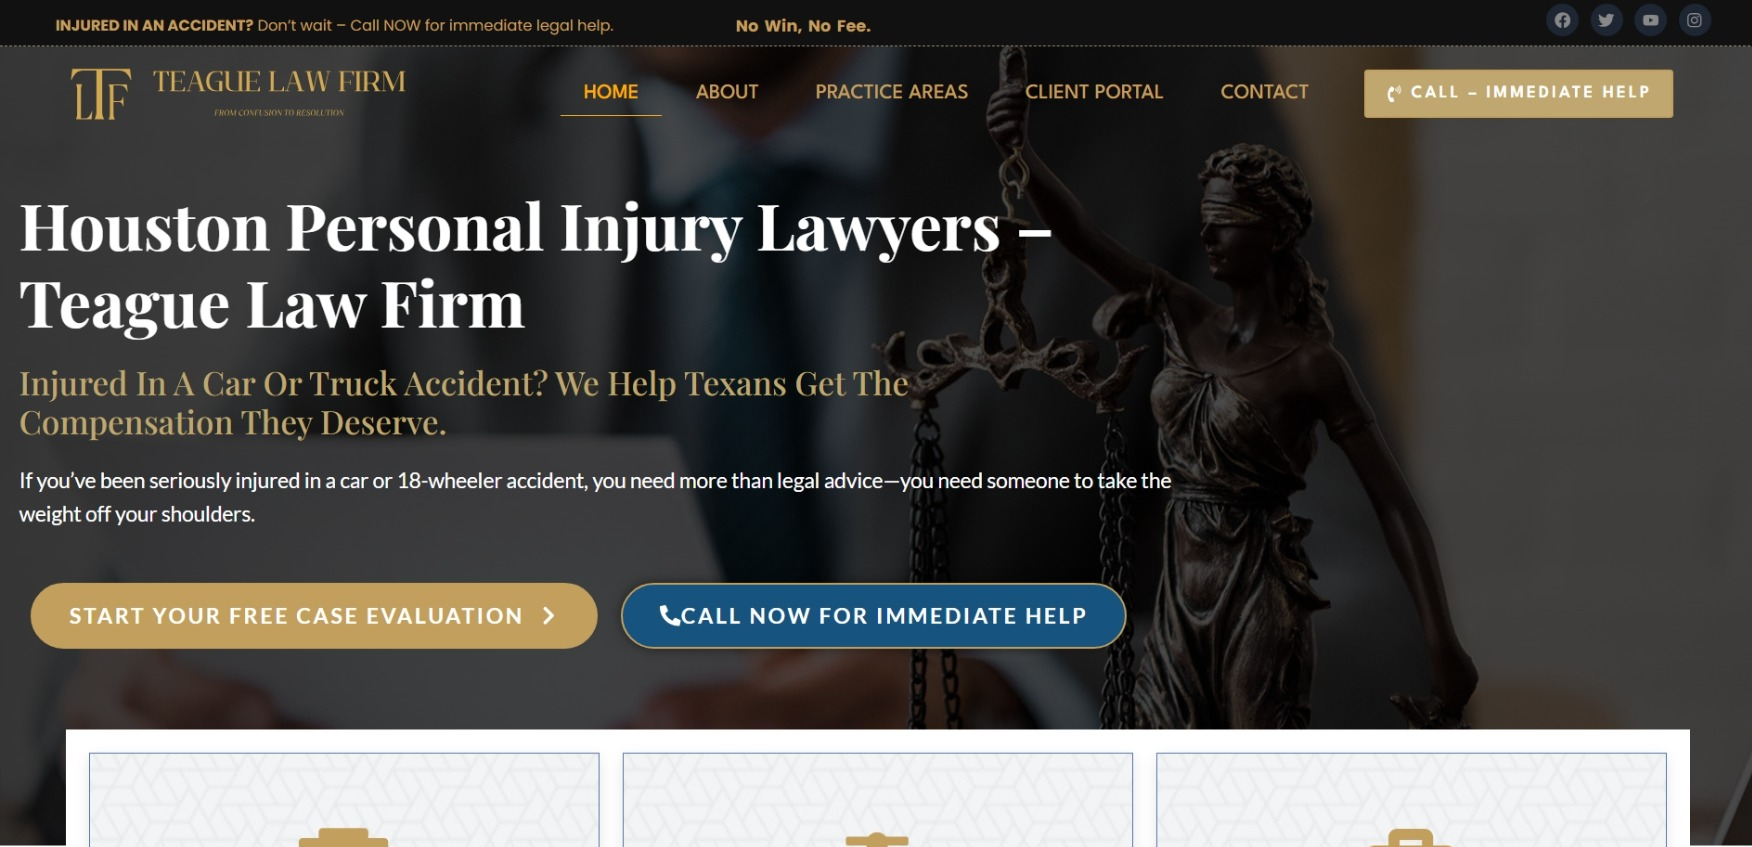 INJURED IN AN ACCIDENT? Don't wait – Call NOW for immediate legal help.
No Win, No Fee.
LTF
TEAGUE LAW FIRM
FROM CONFUSION TO RESOLUTION
HOME
ABOUT
PRACTICE AREAS
CLIENT PORTAL
CONTACT
CALL – IMMEDIATE HELP
Houston Personal Injury Lawyers –
Teague Law Firm
Injured In A Car Or Truck Accident? We Help Texans Get The
Compensation They Deserve.
If you've been seriously injured in a car or 18-wheeler accident, you need more than legal advice—you need someone to take the
weight off your shoulders.
START YOUR FREE CASE EVALUATION
CALL NOW FOR IMMEDIATE HELP